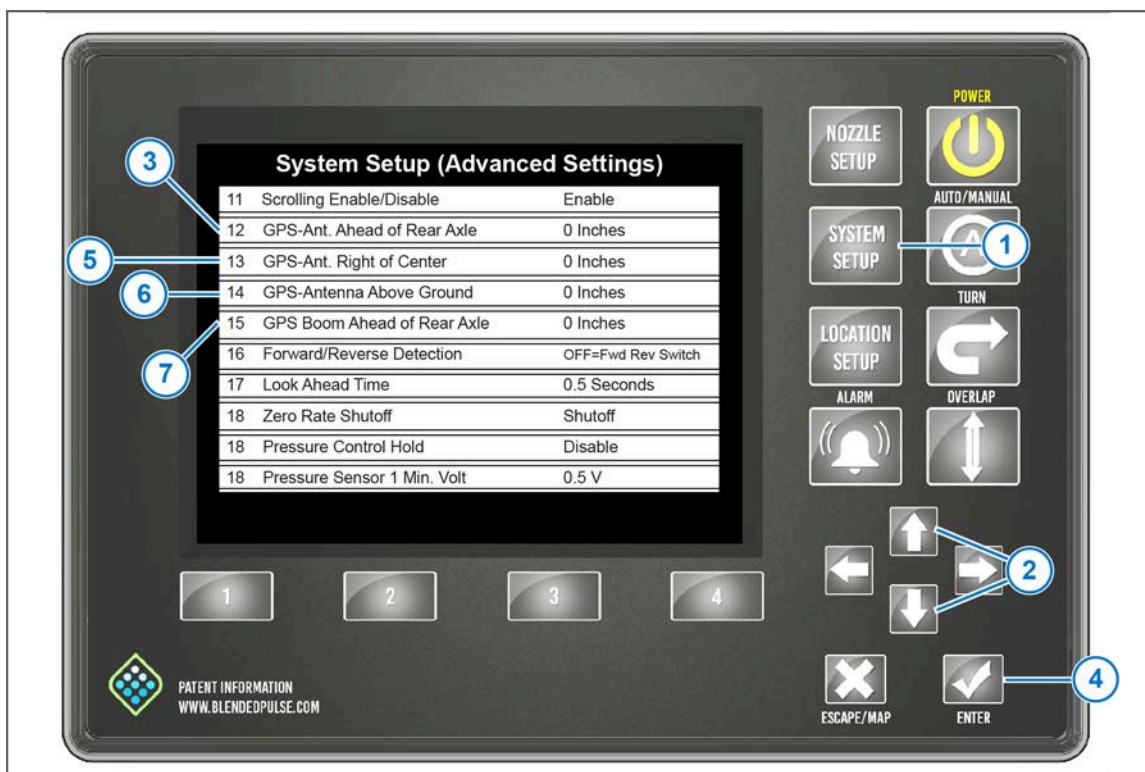 System Setup (Advanced Settings)
11 Scrolling Enable/Disable Enable
12 GPS-Ant. Ahead of Rear Axle 0 Inches
13 GPS-Ant. Right of Center 0 Inches
14 GPS-Antenna Above Ground 0 Inches
15 GPS Boom Ahead of Rear Axle 0 Inches
16 Forward/Reverse Detection OFF=Fwd Rev Switch
17 Look Ahead Time 0.5 Seconds
18 Zero Rate Shutoff Shutoff
18 Pressure Control Hold Disable
18 Pressure Sensor 1 Min. Volt 0.5 V
3
5
6
7
1 2 3 4
PATENT INFORMATION
WWW.BLENDEDPULSE.COM
POWER
NOZZLE
SETUP
AUTO/MANUAL
SYSTEM
SETUP
A
1
TURN
LOCATION
SETUP
ALARM OVERLAP
2
4
ESCAPE/MAP ENTER